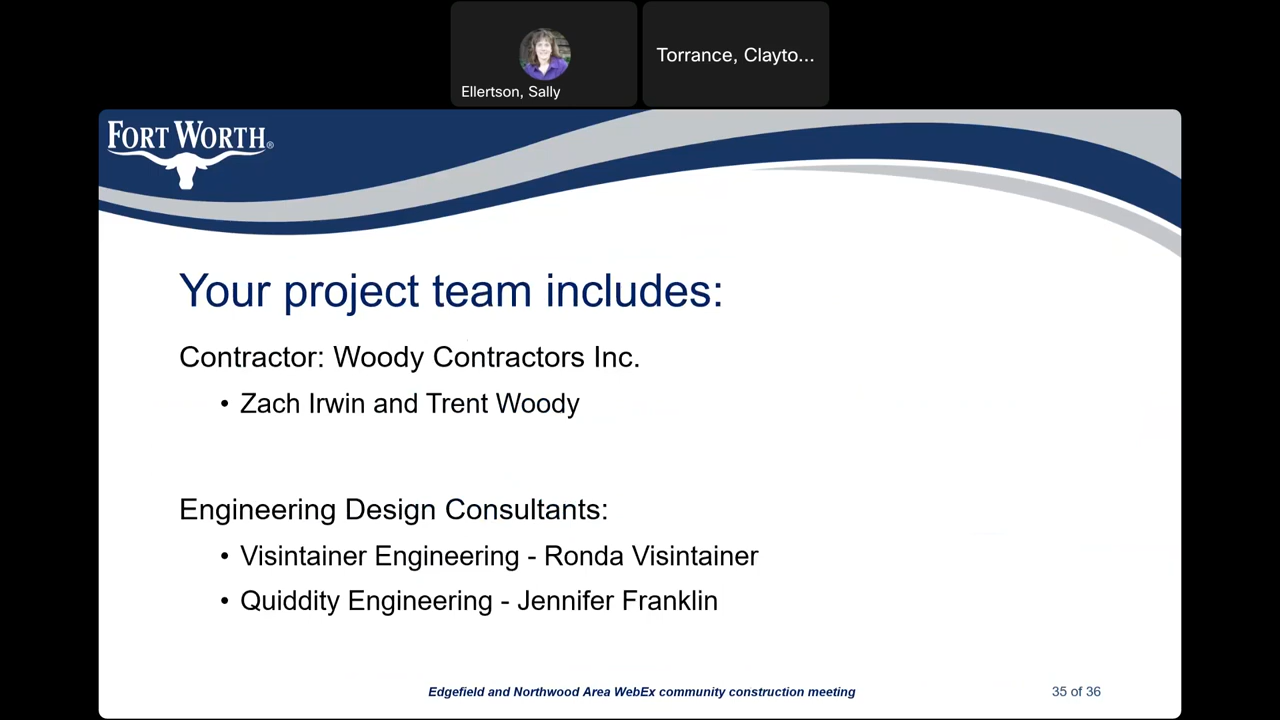 Ellertson, Sally
Torrance, Clayto...
FORT WORTH®
Your project team includes:
Contractor: Woody Contractors Inc.
• Zach Irwin and Trent Woody
Engineering Design Consultants:
• Visintainer Engineering - Ronda Visintainer
• Quiddity Engineering - Jennifer Franklin
Edgefield and Northwood Area WebEx community construction meeting
35 of 36